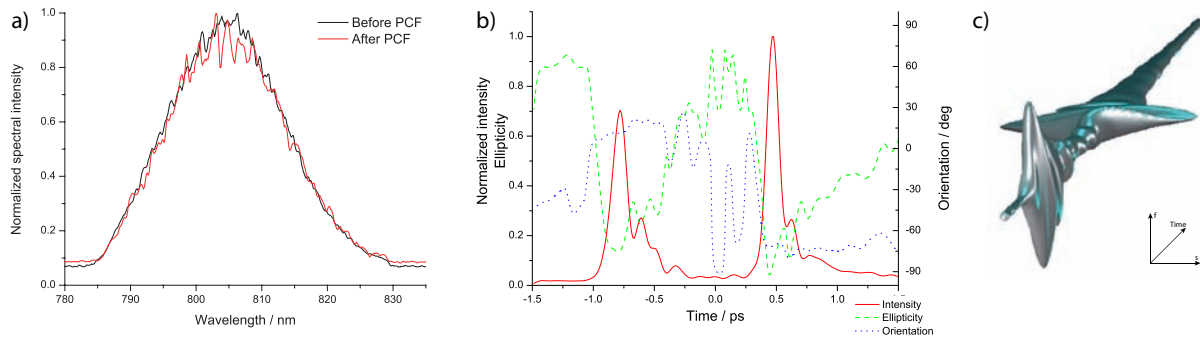 a)
Normalized spectral intensity
1.0
0.8
0.6
0.4
0.2
0.0
780
790
800
810
820
830
Wavelength / nm
Before PCF
After PCF
b)
Normalized intensity
Ellipticity
1.0
0.8
0.6
0.4
0.2
0.0
-1.5
-1.0
-0.5
0.0
0.5
1.0
Time / ps
90
60
30
0
-30
-60
-90
Orientation / deg
Intensity
Ellipticity
Orientation
c)
f
Time
s